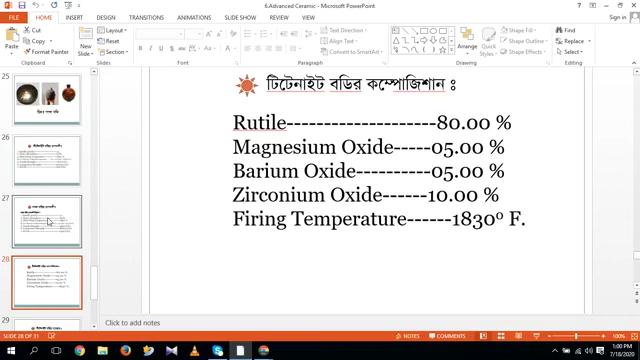 6.Advanced Ceramic - Microsoft PowerPoint
FILE HOME INSERT DESIGN TRANSITIONS ANIMATIONS SLIDE SHOW REVIEW VIEW Sign in
Paste
Cut
Copy
Format Painter
Clipboard
New Slide
Layout
Reset
Section
Slides
Font
Text Direction
Align Text
Convert to SmartArt
Paragraph
Arrange
Quick Styles
Shape Fill
Shape Outline
Shape Effects
Drawing
Find
Replace
Select
Editing
25
26
27
28
29
টিটেনাইট বডির কম্পোজিশান ঃ
Rutile--------------------80.00 %
Magnesium Oxide-----05.00 %
Barium Oxide----------05.00 %
Zirconium Oxide------10.00 %
Firing Temperature------1830⁰ F.
Click to add notes
SLIDE 28 OF 31 NOTES COMMENTS 100%
1:00 PM
7/18/2020